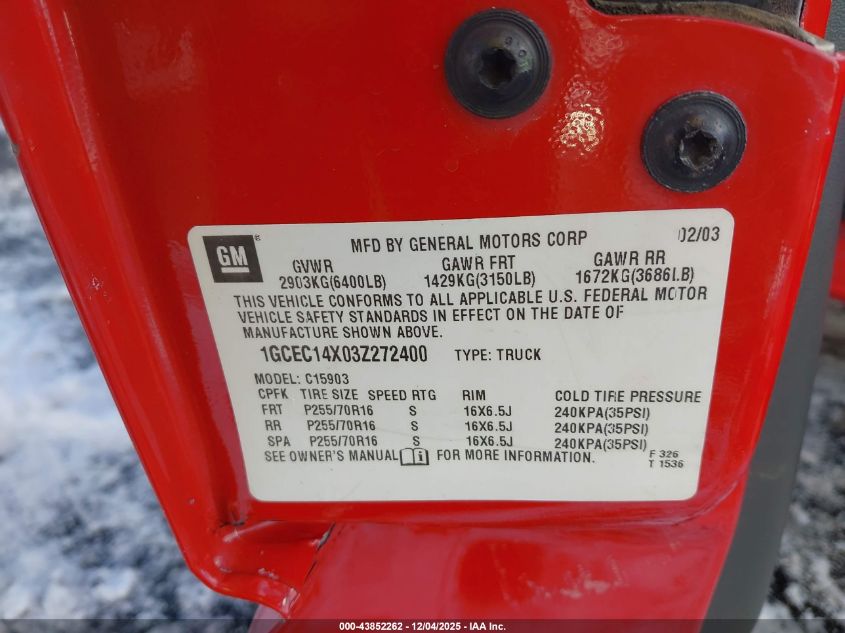 GM ® MFD BY GENERAL MOTORS CORP 02/03
GVWR GAWR FRT GAWR RR
2903KG(6400LB) 1429KG(3150LB) 1672KG(3686LB)
THIS VEHICLE CONFORMS TO ALL APPLICABLE U.S. FEDERAL MOTOR
VEHICLE SAFETY STANDARDS IN EFFECT ON THE DATE OF
MANUFACTURE SHOWN ABOVE.
1GCEC14X03Z272400 TYPE: TRUCK
MODEL: C15903
CPFK TIRE SIZE SPEED RTG RIM COLD TIRE PRESSURE
FRT P255/70R16 S 16X6.5J 240KPA(35PSI)
RR P255/70R16 S 16X6.5J 240KPA(35PSI)
SPA P255/70R16 S 16X6.5J 240KPA(35PSI)
SEE OWNER'S MANUAL FOR MORE INFORMATION. F 326
T 1536
000-43852262 - 12/04/2025 - IAA Inc.